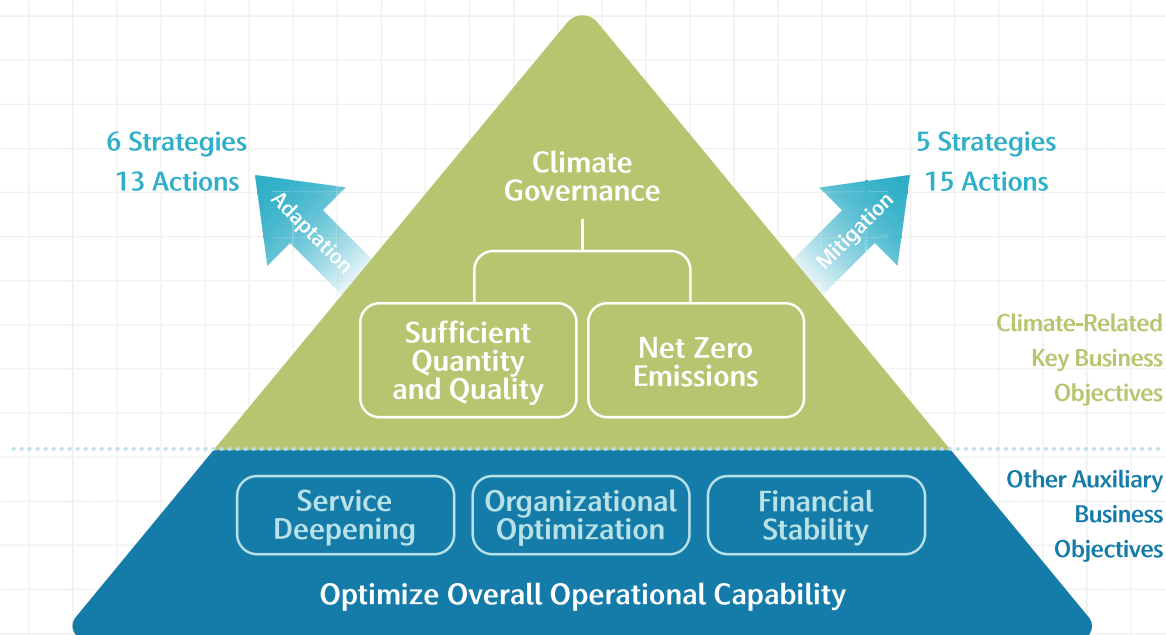 6 Strategies
13 Actions
Adaptation
Climate
Governance
5 Strategies
15 Actions
Mitigation
Sufficient
Quantity
and Quality
Net Zero
Emissions
Climate-Related
Key Business
Objectives
Service
Deepening
Organizational
Optimization
Financial
Stability
Other Auxiliary
Business
Objectives
Optimize Overall Operational Capability